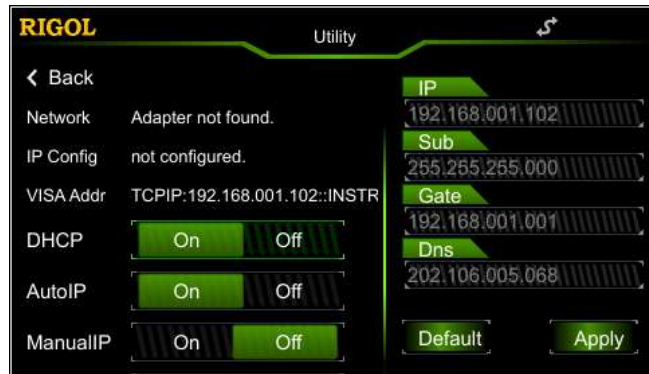 RIGOL
Utility
Back
Network Adapter not found.
IP Config not configured.
VISA Addr TCPIP:192.168.001.102::INSTR
DHCP On Off
AutoIP On Off
ManualIP On Off
IP
192.168.001.102
Sub
255.255.255.000
Gate
192.168.001.001
Dns
202.106.005.068
Default Apply